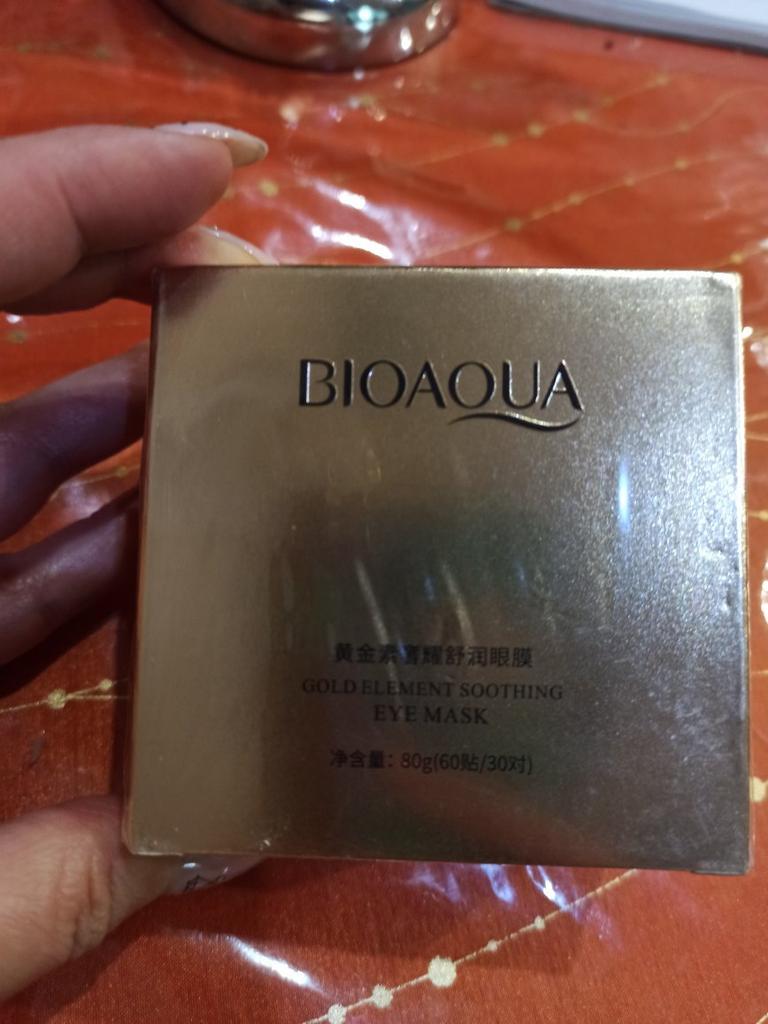 BIOAQUA
黄金素奢耀舒润眼膜
GOLD ELEMENT SOOTHING
EYE MASK
净含量：80g(60贴/30对)